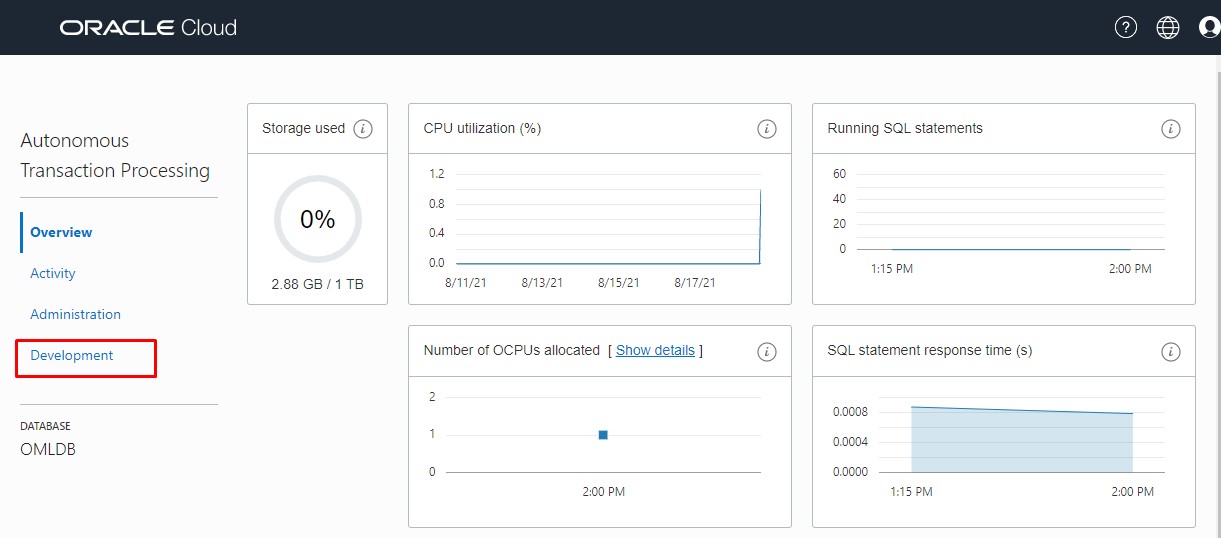 ORACLE Cloud
?
Autonomous
Transaction Processing
Overview
Activity
Administration
Development
DATABASE
OMLDB
Storage used i
0%
2.88 GB / 1 TB
CPU utilization (%) i
1.2
0.8
0.4
0.0
8/11/21 8/13/21 8/15/21 8/17/21
Running SQL statements i
60
40
20
0
1:15 PM 2:00 PM
Number of OCPUs allocated [ Show details ] i
2
1
0
2:00 PM
SQL statement response time (s) i
0.0008
0.0004
0.0000
1:15 PM 2:00 PM